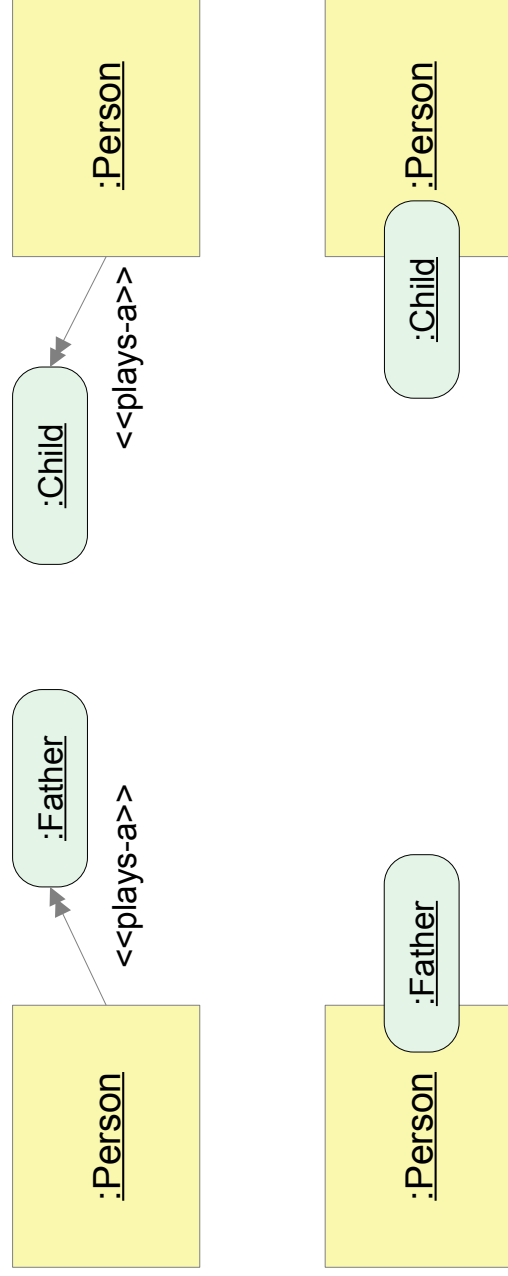 :Person
<<plays-a>>
:Father
:Child
<<plays-a>>
:Person
:Person
:Father
:Child
:Person